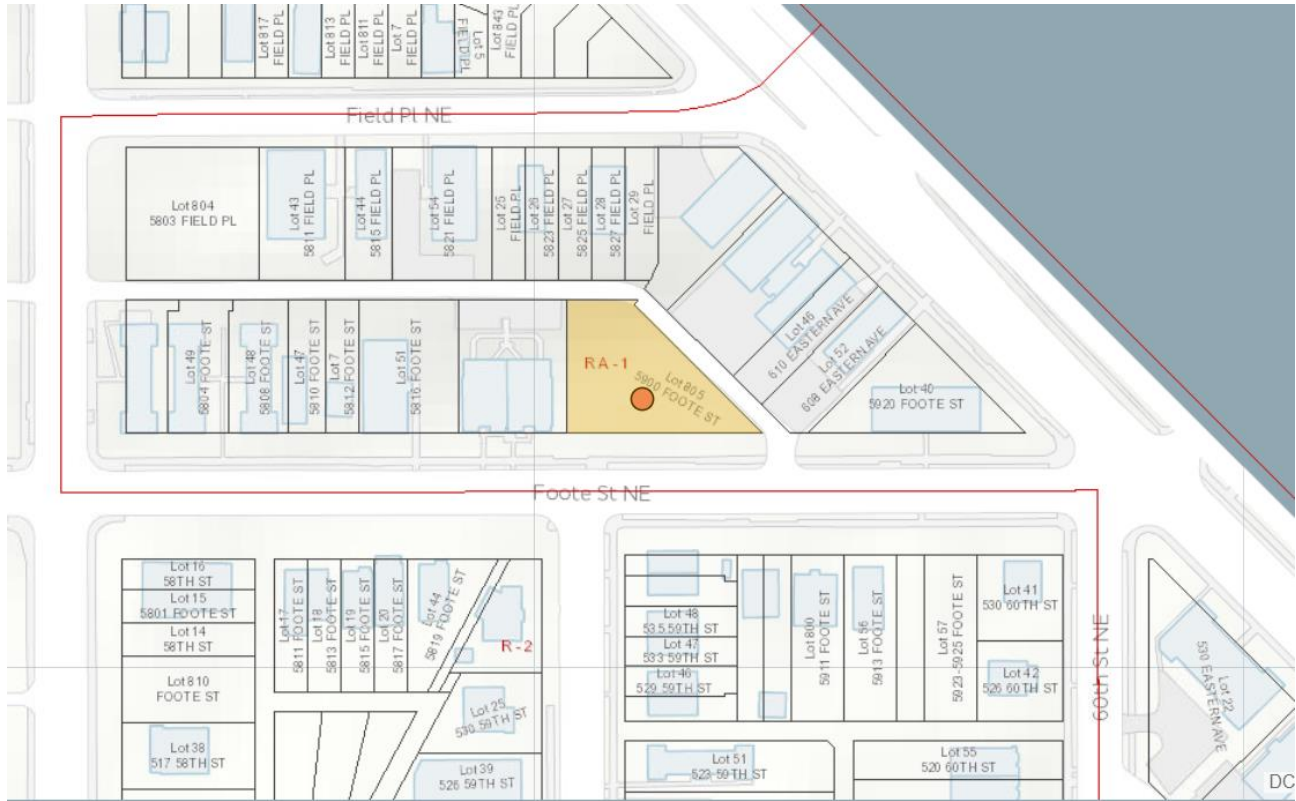 Lot 817
FIELD PL
Lot 813
FIELD PL
Lot 811
FIELD PL
Lot 7
FIELD PL
Lot 5
FIELD PL
Lot 843
FIELD PL
Field Pl NE
Lot 804
5803 FIELD PL
Lot 43
5811 FIELD PL
Lot 44
5815 FIELD PL
Lot 54
5821 FIELD PL
Lot 25
FIELD PL
Lot 26
5823 FIELD PL
Lot 27
5825 FIELD PL
Lot 28
5827 FIELD PL
Lot 29
FIELD PL
Lot 46
610 EASTERN AVE
Lot 52
608 EASTERN AVE
Lot 40
5920 FOOTE ST
Lot 49
5804 FOOTE ST
Lot 48
5808 FOOTE ST
Lot 47
5810 FOOTE ST
Lot 7
5812 FOOTE ST
Lot 51
5816 FOOTE ST
RA-1
Lot 805
5900 FOOTE ST
Foote St NE
Lot 16
58TH ST
Lot 15
5801 FOOTE ST
Lot 14
58TH ST
Lot 810
FOOTE ST
Lot 38
517 58TH ST
Lot 17
5811 FOOTE ST
Lot 18
5813 FOOTE ST
Lot 19
5815 FOOTE ST
Lot 20
5817 FOOTE ST
Lot 44
5819 FOOTE ST
R-2
Lot 25
530 59TH ST
Lot 39
526 59TH ST
Lot 48
535 59TH ST
Lot 47
533 59TH ST
Lot 46
529 59TH ST
Lot 800
5911 FOOTE ST
Lot 56
5913 FOOTE ST
Lot 57
5923-5925 FOOTE ST
Lot 41
530 60TH ST
Lot 42
526 60TH ST
Lot 51
523 59TH ST
Lot 55
520 60TH ST
60th St NE
Lot 22
530 EASTERN AVE
DC